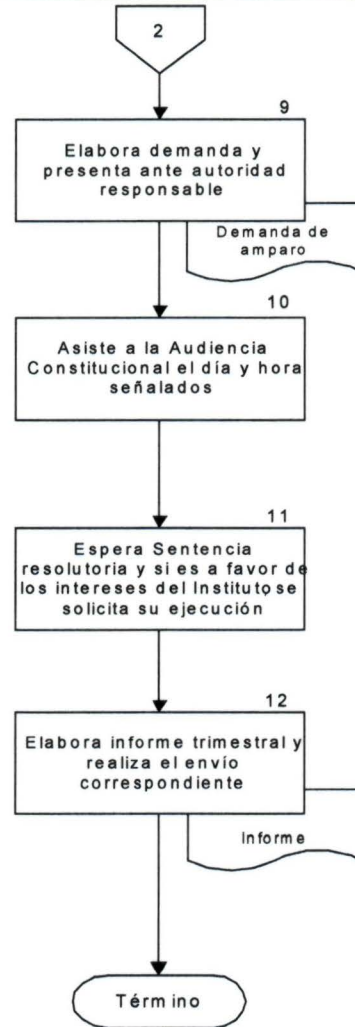 2
9
Elabora demanda y
presenta ante autoridad
responsable
Demanda de
amparo
10
Asiste a la Audiencia
Constitucional el día y hora
señalados
11
Espera Sentencia
resolutoria y si es a favor de
los intereses del Instituto,se
solicita su ejecución
12
Elabora informe trimestral y
realiza el envío
correspondiente
Informe
Término